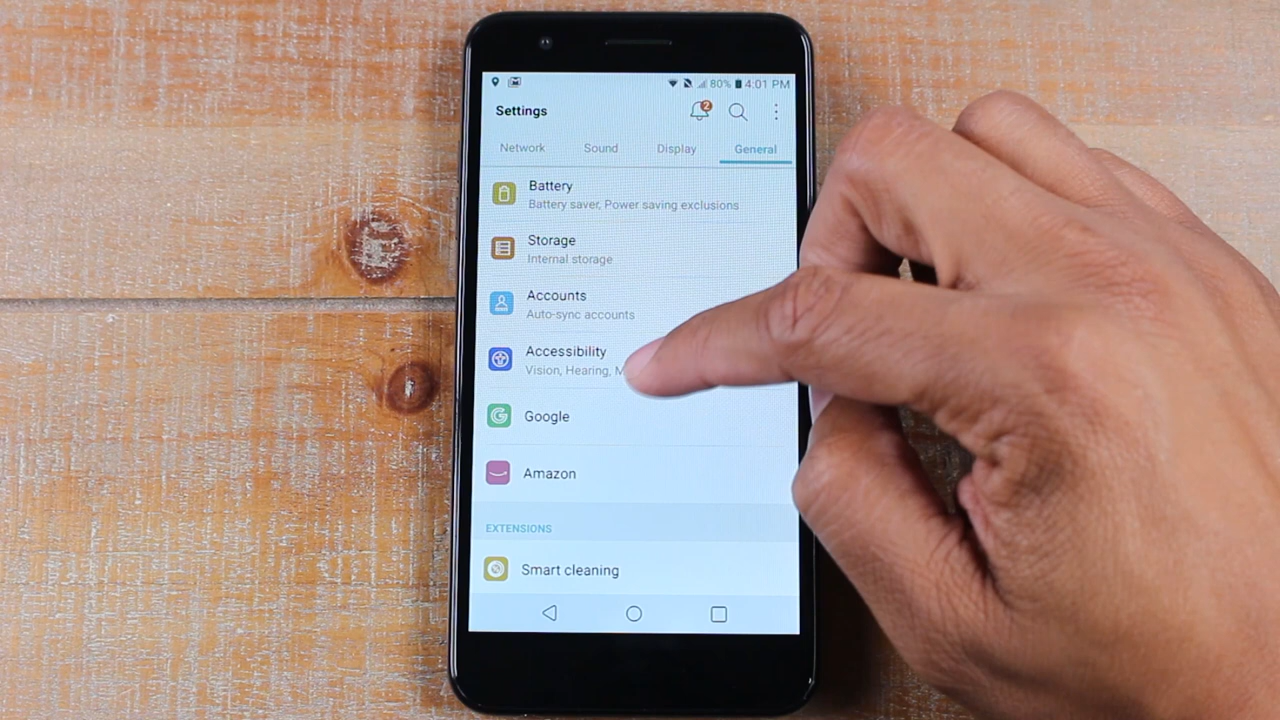 80% 4:01 PM
Settings
2
Network Sound Display General
Battery
Battery saver, Power saving exclusions
Storage
Internal storage
Accounts
Auto-sync accounts
Accessibility
Vision, Hearing, M
Google
Amazon
EXTENSIONS
Smart cleaning